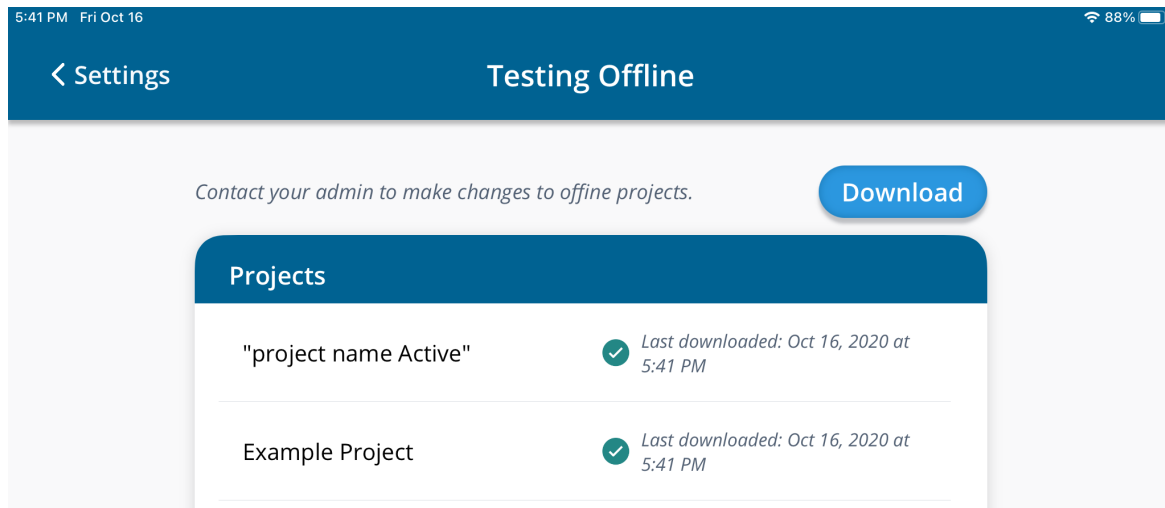 5:41 PM Fri Oct 16
88%
Settings
Testing Offline
Contact your admin to make changes to offine projects.
Download
Projects
"project name Active"
Last downloaded: Oct 16, 2020 at
5:41 PM
Example Project
Last downloaded: Oct 16, 2020 at
5:41 PM